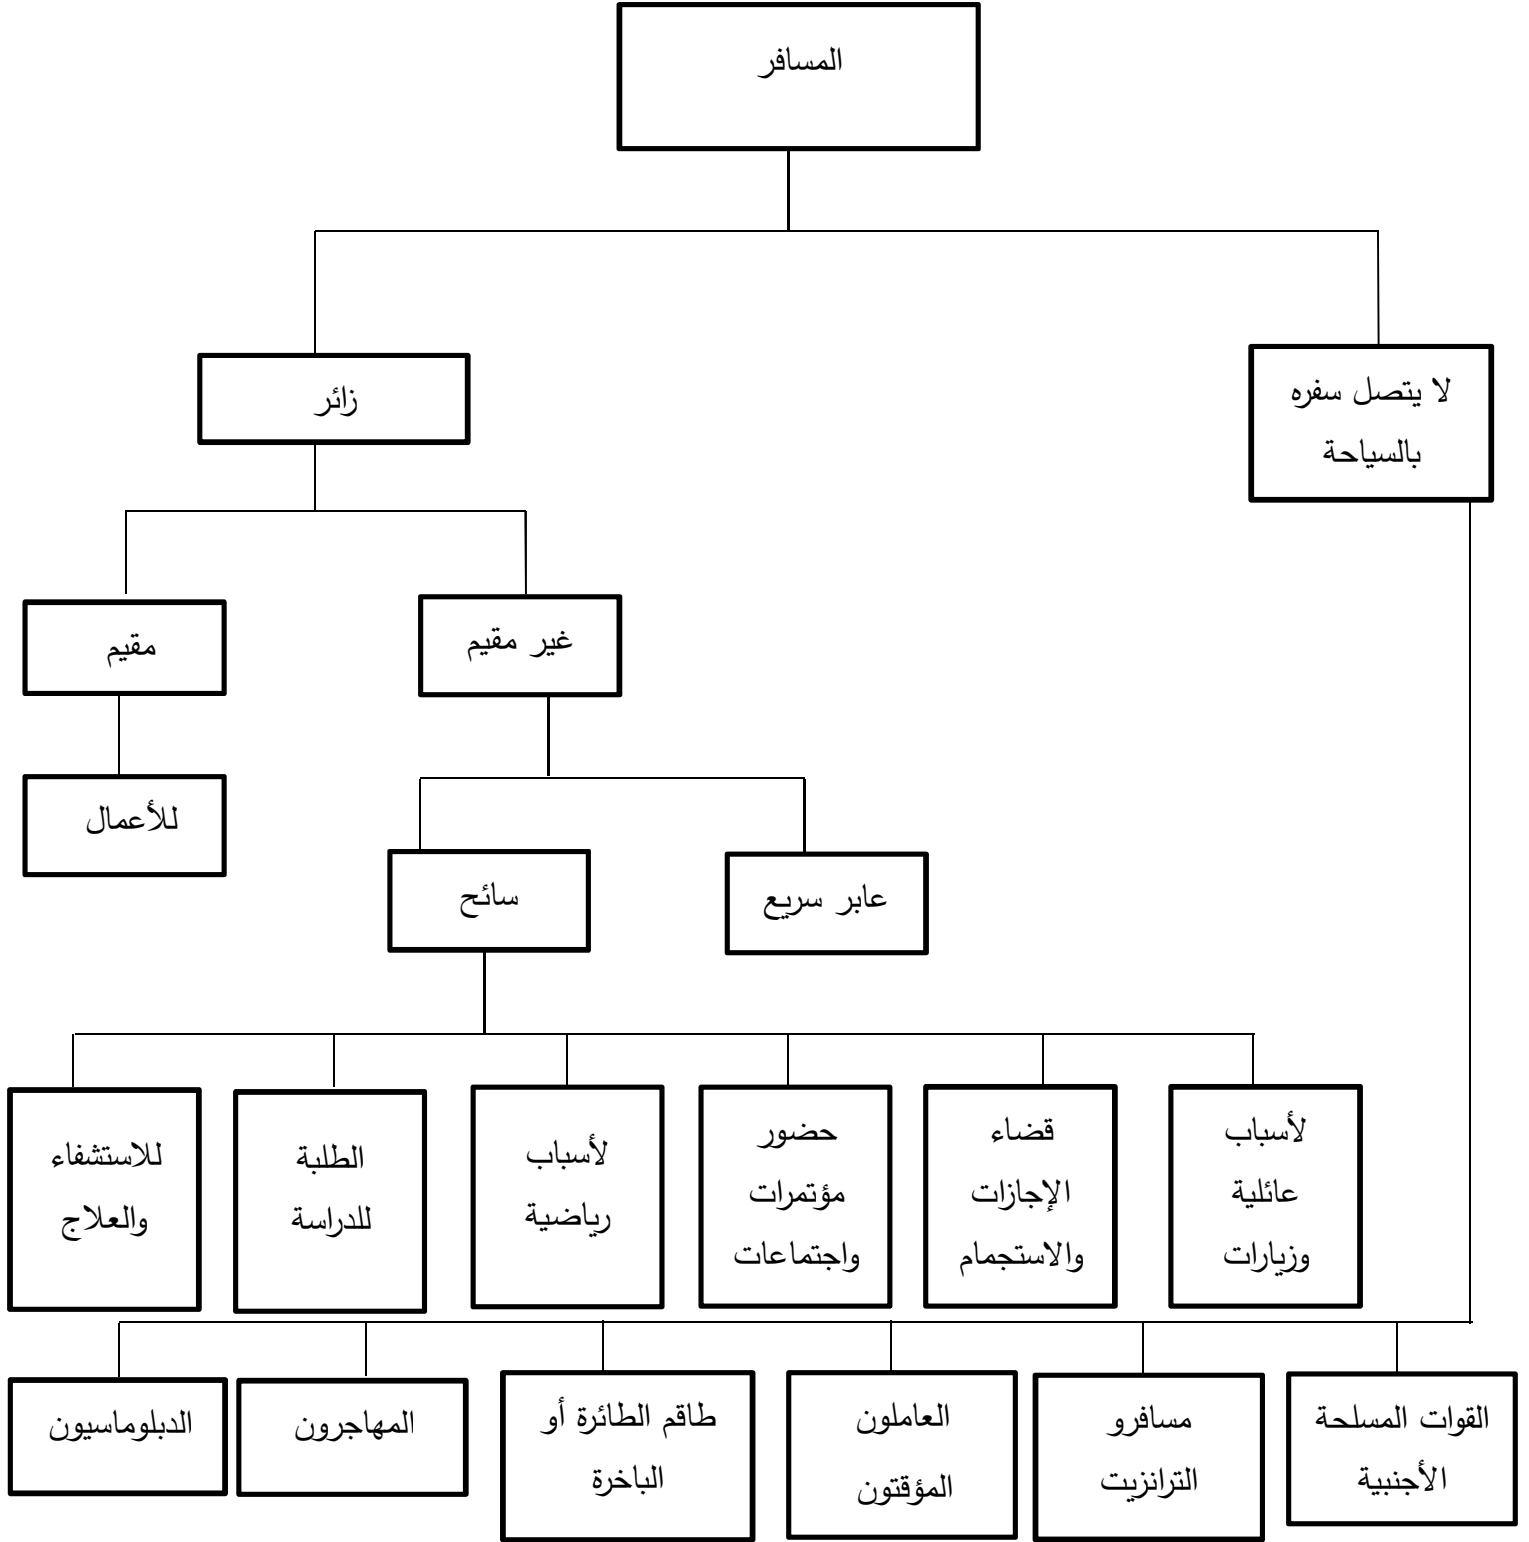 المسافر
لا يتصل سفره
بالسياحة
زائر
غير مقيم
مقيم
للأعمال
عابر سريع
سائح
لأسباب
عائلية
وزيارات
قضاء
الإجازات
والاستجمام
حضور
مؤتمرات
واجتماعات
لأسباب
رياضية
الطلبة
للدراسة
للاستشفاء
والعلاج
القوات المسلحة
الأجنبية
مسافرو
الترانزيت
العاملون
المؤقتون
طاقم الطائرة أو
الباخرة
المهاجرون
الدبلوماسيون